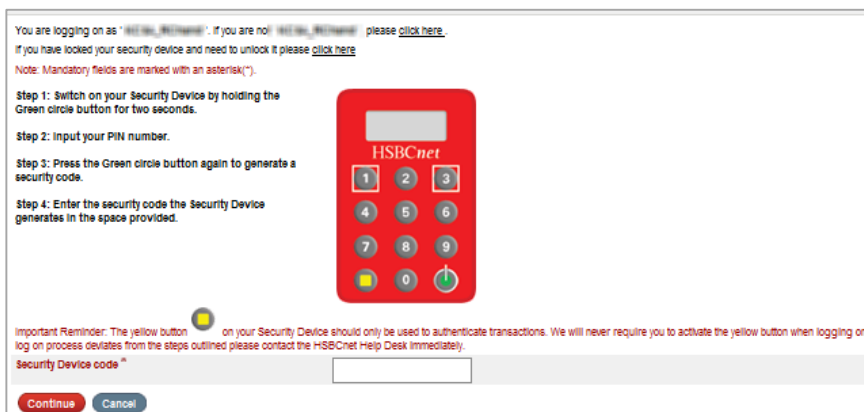 You are logging on as '            '. If you are not '            ' please click here .
If you have locked your security device and need to unlock it please click here
Note: Mandatory fields are marked with an asterisk(*).
Step 1: Switch on your Security Device by holding the
Green circle button for two seconds.
Step 2: Input your PIN number.
Step 3: Press the Green circle button again to generate a
security code.
Step 4: Enter the security code the Security Device
generates in the space provided.
HSBCnet
1 2 3
4 5 6
7 8 9
0
Important Reminder: The yellow button on your Security Device should only be used to authenticate transactions. We will never require you to activate the yellow button when logging on
log on process deviates from the steps outlined please contact the HSBCnet Help Desk immediately.
Security Device code *
Continue Cancel